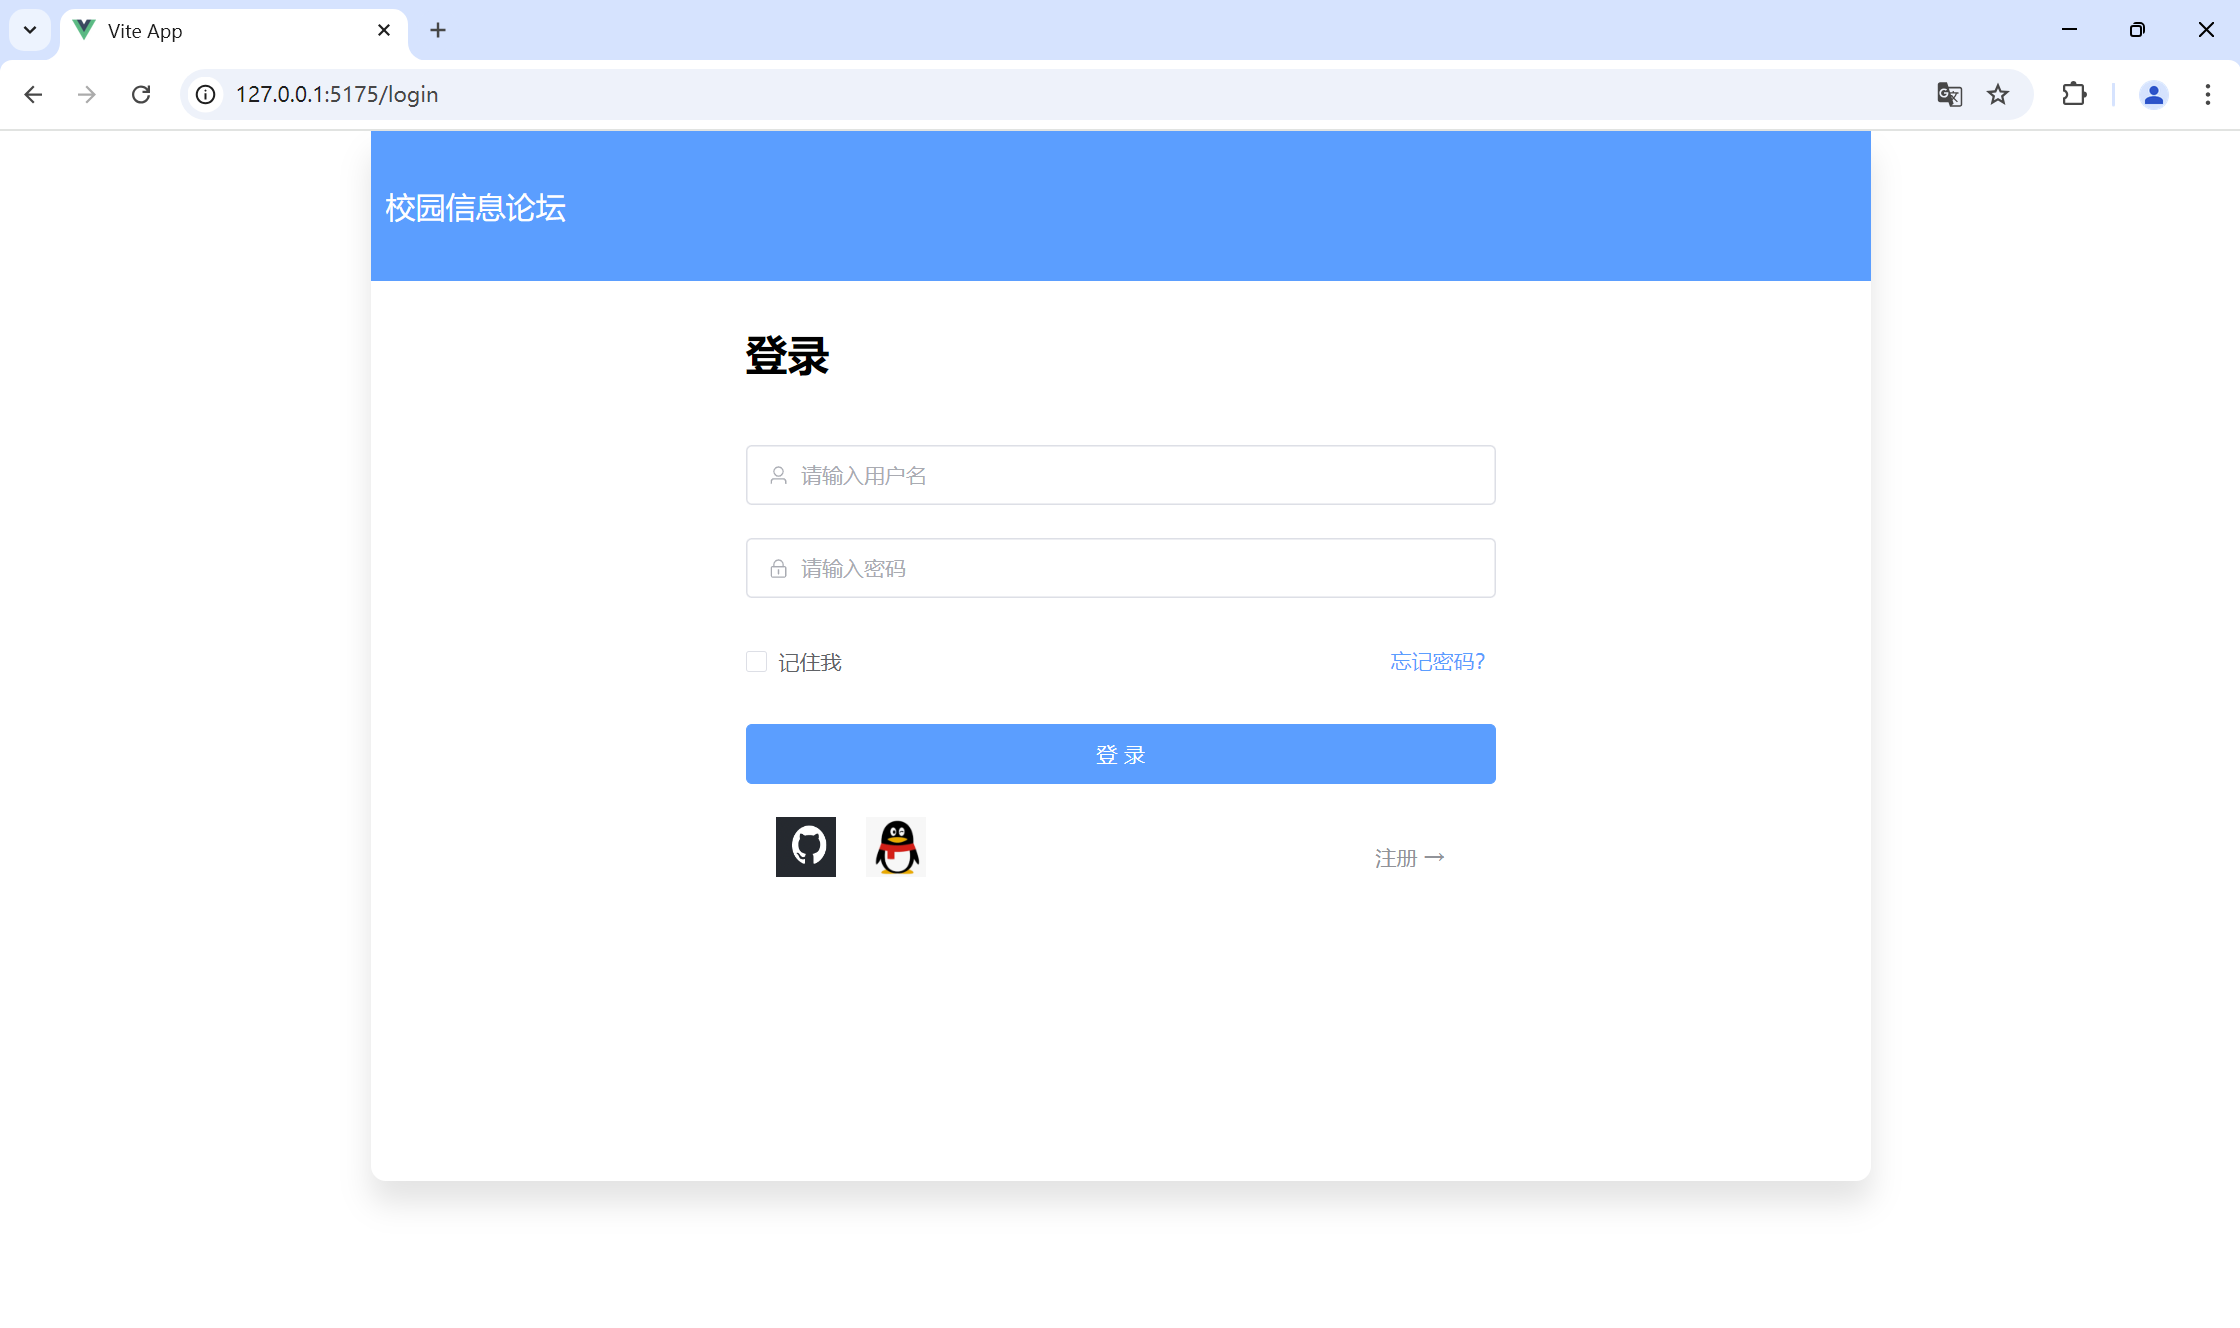 Vite App
127.0.0.1:5175/login
校园信息论坛
登录
请输入用户名
请输入密码
记住我
忘记密码?
登 录
注册 →